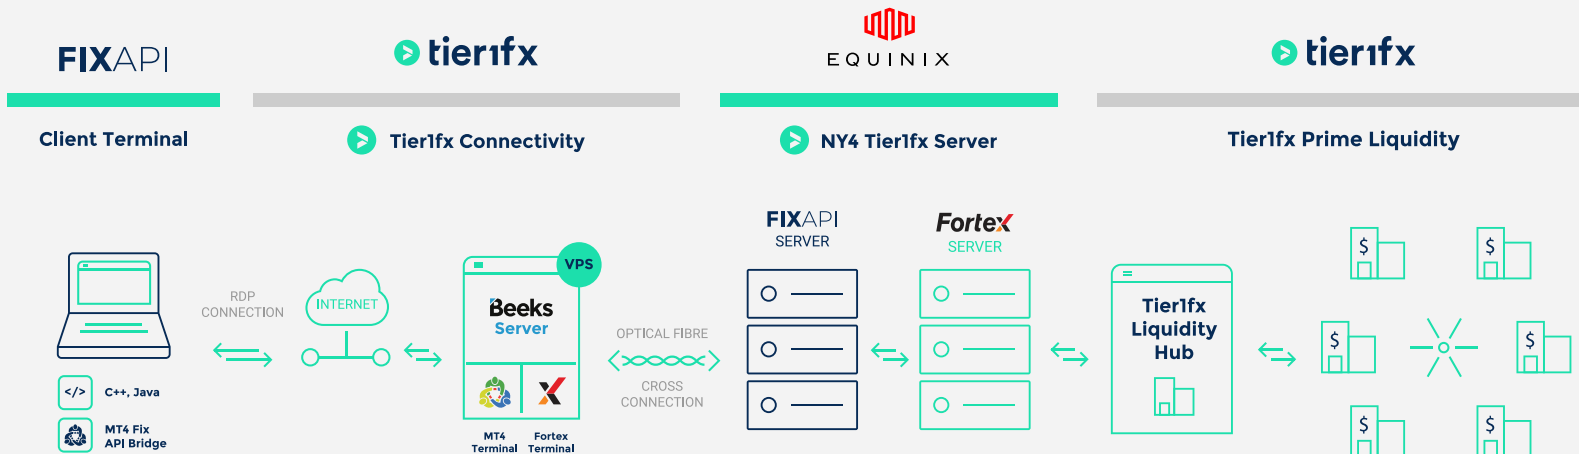 FIXAPI
tier1fx
EQUINIX
tier1fx
Client Terminal
Tier1fx Connectivity
NY4 Tier1fx Server
Tier1fx Prime Liquidity
RDP
CONNECTION
INTERNET
VPS
Beeks
Server
MT4
Terminal
Fortex
Terminal
OPTICAL FIBRE
CROSS
CONNECTION
FIXAPI
SERVER
Fortex
SERVER
Tier1fx
Liquidity
Hub
$
$
$
$
$
$
</>
C++, Java
MT4 Fix
API Bridge